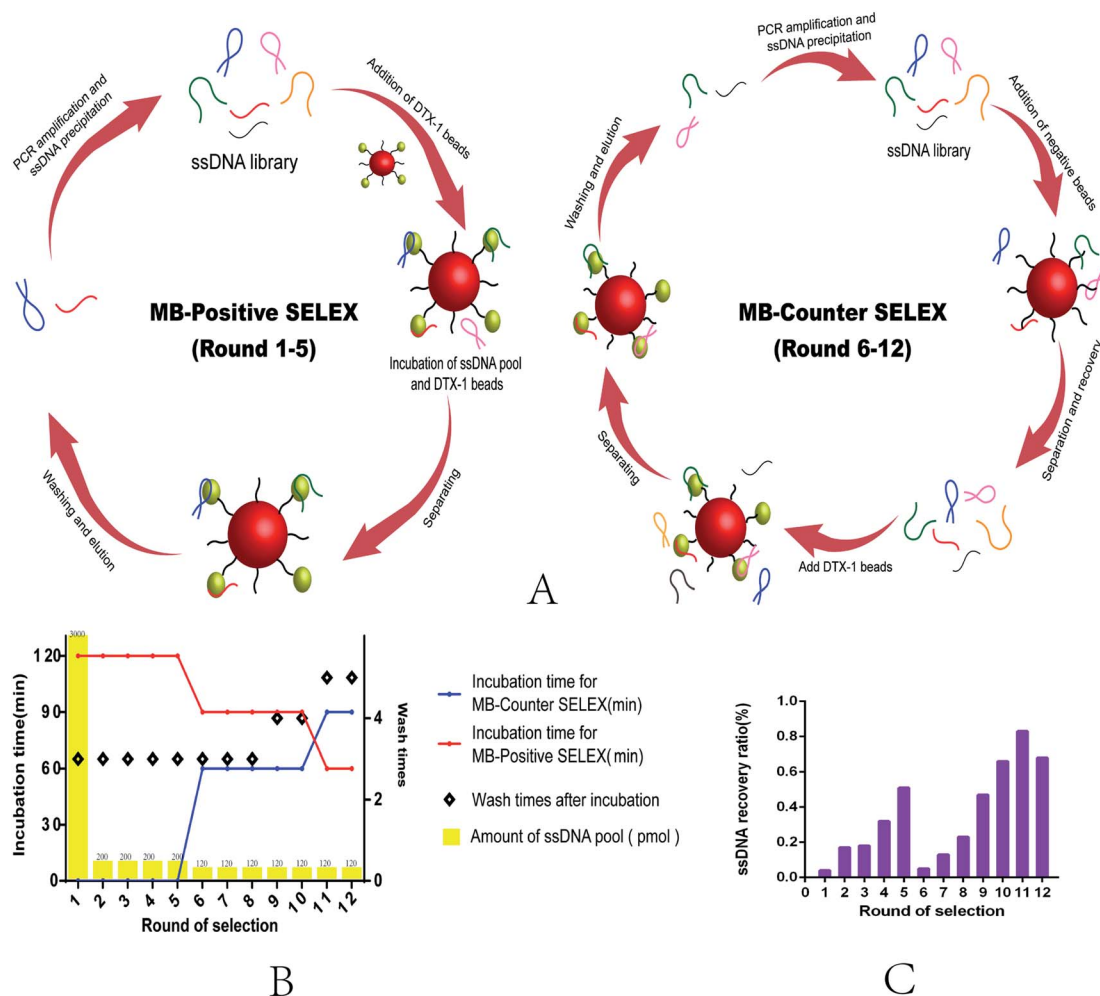 PCR amplification and
ssDNA precipitation
ssDNA library
Addition of DTX-1 beads
MB-Positive SELEX
(Round 1-5)
Incubation of ssDNA pool
and DTX-1 beads
Separating
Washing and elution
PCR amplification and
ssDNA precipitation
ssDNA library
Addition of negative beads
MB-Counter SELEX
(Round 6-12)
Separation and recovery
Add DTX-1 beads
Separating
Washing and elution
A
Incubation time(min)
120
90
60
30
0
3000
200 200 200 200 120 120 120 120 120 120 120
4
2
0
Wash times
1 2 3 4 5 6 7 8 9 10 11 12
Round of selection
Incubation time for
MB-Counter SELEX(min)
Incubation time for
MB-Positive SELEX(min)
Wash times after incubation
Amount of ssDNA pool ( pmol )
B
ssDNA recovery ratio(%)
1.0
0.8
0.6
0.4
0.2
0.0
0 1 2 3 4 5 6 7 8 9 10 11 12
Round of selection
C